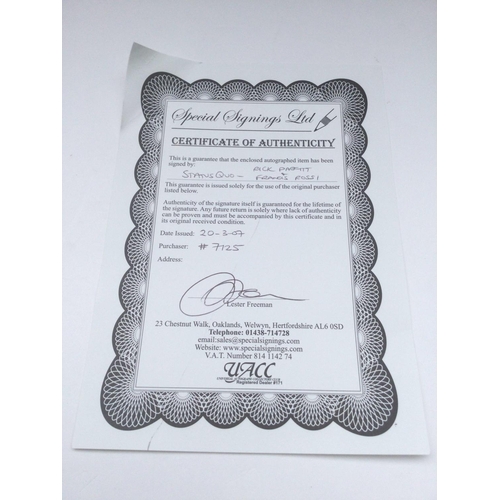 Special Signings Ltd
CERTIFICATE OF AUTHENTICITY
This is a guarantee that the enclosed autographed item has been
signed by: STATUS QUO - RICK PARFITT + FRANCIS ROSSI
This guarantee is issued solely for the use of the original purchaser
listed below.
Authenticity of the signature itself is guaranteed for the lifetime of
the signature. Any future return is solely where lack of authenticity
can be proven and must be accompanied by this certificate and in
its original received condition.
Date Issued: 20-3-07
Purchaser: # 7125
Address:
Lester Freeman
23 Chestnut Walk, Oaklands, Welwyn, Hertfordshire AL6 0SD
Telephone: 01438-714728
email:sales@specialsignings.com
Website: www.specialsignings.com
V.A.T. Number 814 1142 74
UACC
Registered Dealer #171